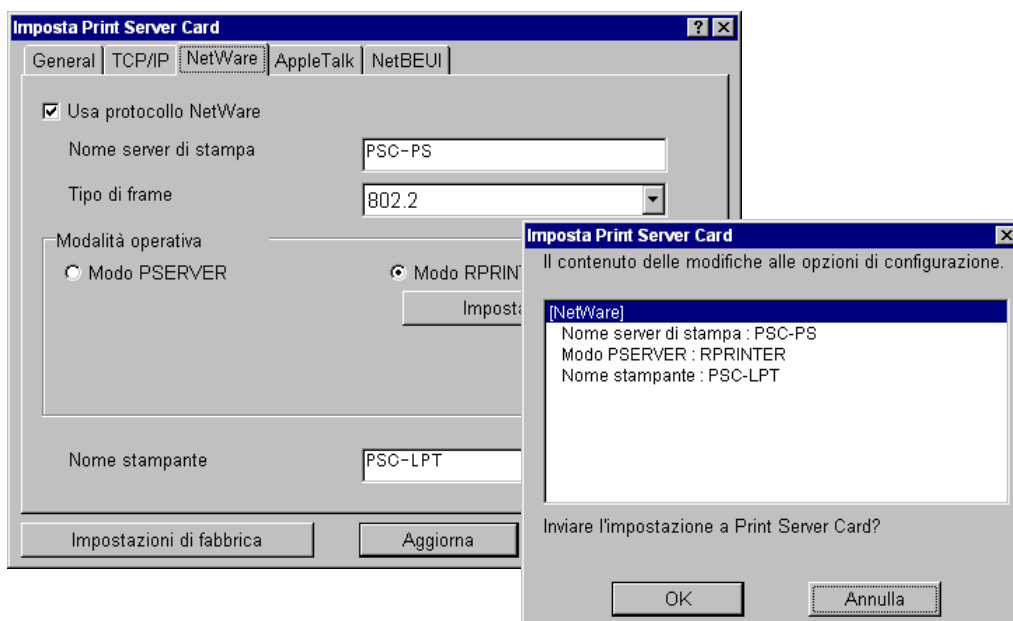 Imposta Print Server Card
General TCP/IP NetWare AppleTalk NetBEUI
Usa protocollo NetWare
Nome server di stampa PSC-PS
Tipo di frame 802.2
Modalità operativa
Modo PSERVER Modo RPRIN
Imposta
Nome stampante PSC-LPT
Impostazioni di fabbrica Aggiorna
Imposta Print Server Card
Il contenuto delle modifiche alle opzioni di configurazione.
[NetWare]
Nome server di stampa : PSC-PS
Modo PSERVER : RPRINTER
Nome stampante : PSC-LPT
Inviare l'impostazione a Print Server Card?
OK Annulla